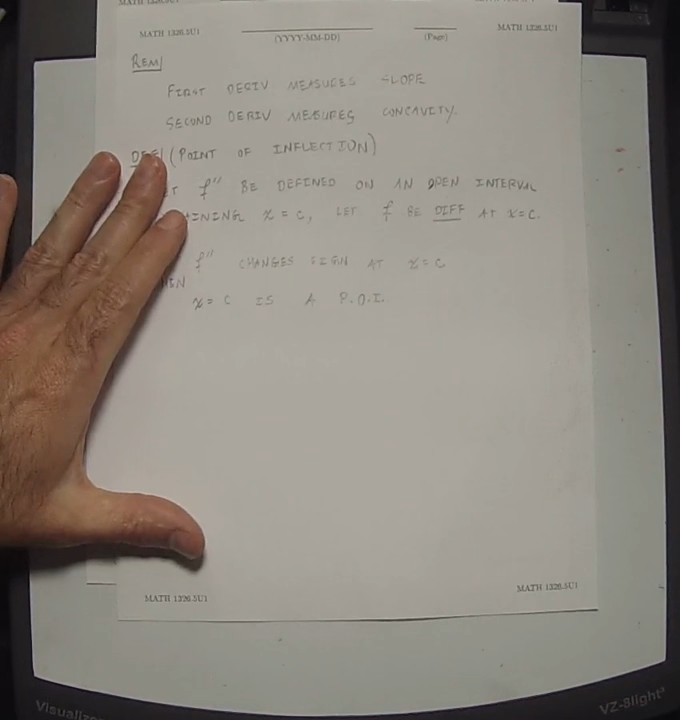 MATH 1326.5U1
(YYYY-MM-DD)
(Page)
MATH 1326.5U1
REM
FIRST DERIV MEASURES SLOPE
SECOND DERIV MEASURES CONCAVITY.
(POINT OF INFLECTION)
f'' BE DEFINED ON AN OPEN INTERVAL
x = c, LET f BE DIFF AT x=c.
f'' CHANGES SIGN AT x=c
x=c IS A P.O.I.
MATH 1326.5U1
MATH 1326.5U1
VZ-8light³